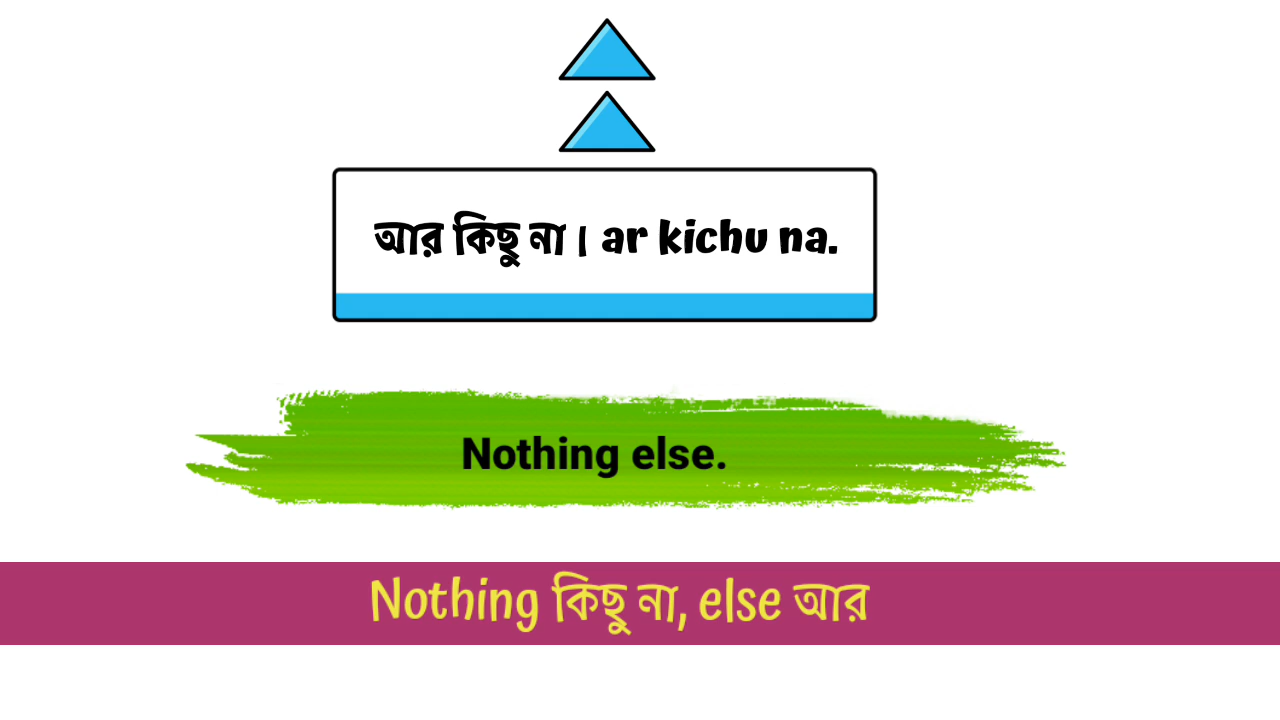 আর কিছু না। ar kichu na.
Nothing else.
Nothing কিছু না, else আর